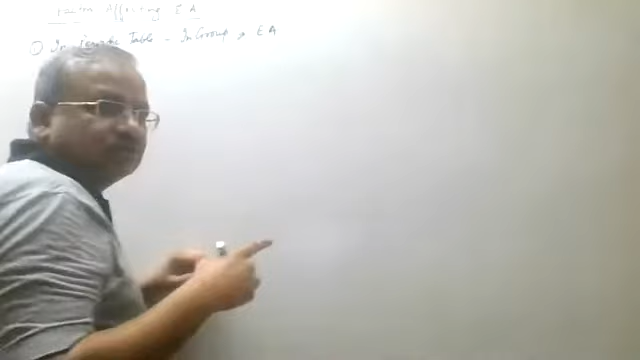 Factors Affecting E A
① In Periodic Table - In Group → E A